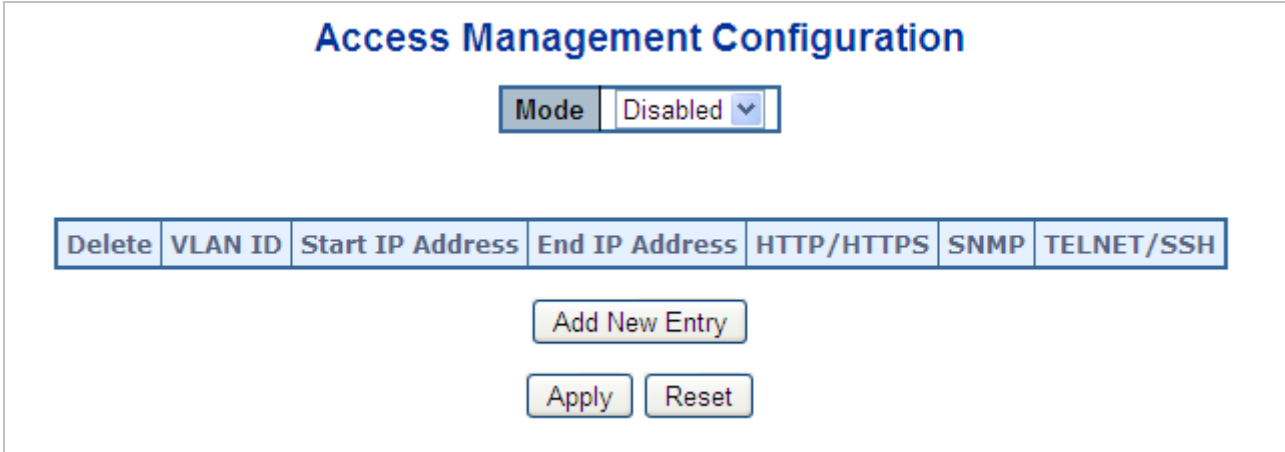 Access Management Configuration
Mode Disabled
Delete VLAN ID Start IP Address End IP Address HTTP/HTTPS SNMP TELNET/SSH
Add New Entry
Apply Reset